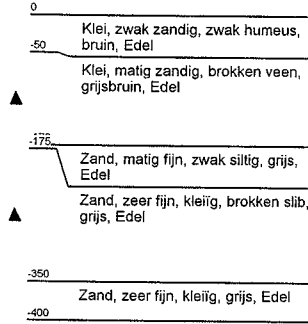 0
Klei, zwak zandig, zwak humeus,
bruin, Edel
-50
Klei, matig zandig, brokken veen,
grijsbruin, Edel
-175
Zand, matig fijn, zwak siltig, grijs,
Edel
Zand, zeer fijn, kleiïg, brokken slib,
grijs, Edel
-350
Zand, zeer fijn, kleiïg, grijs, Edel
-400